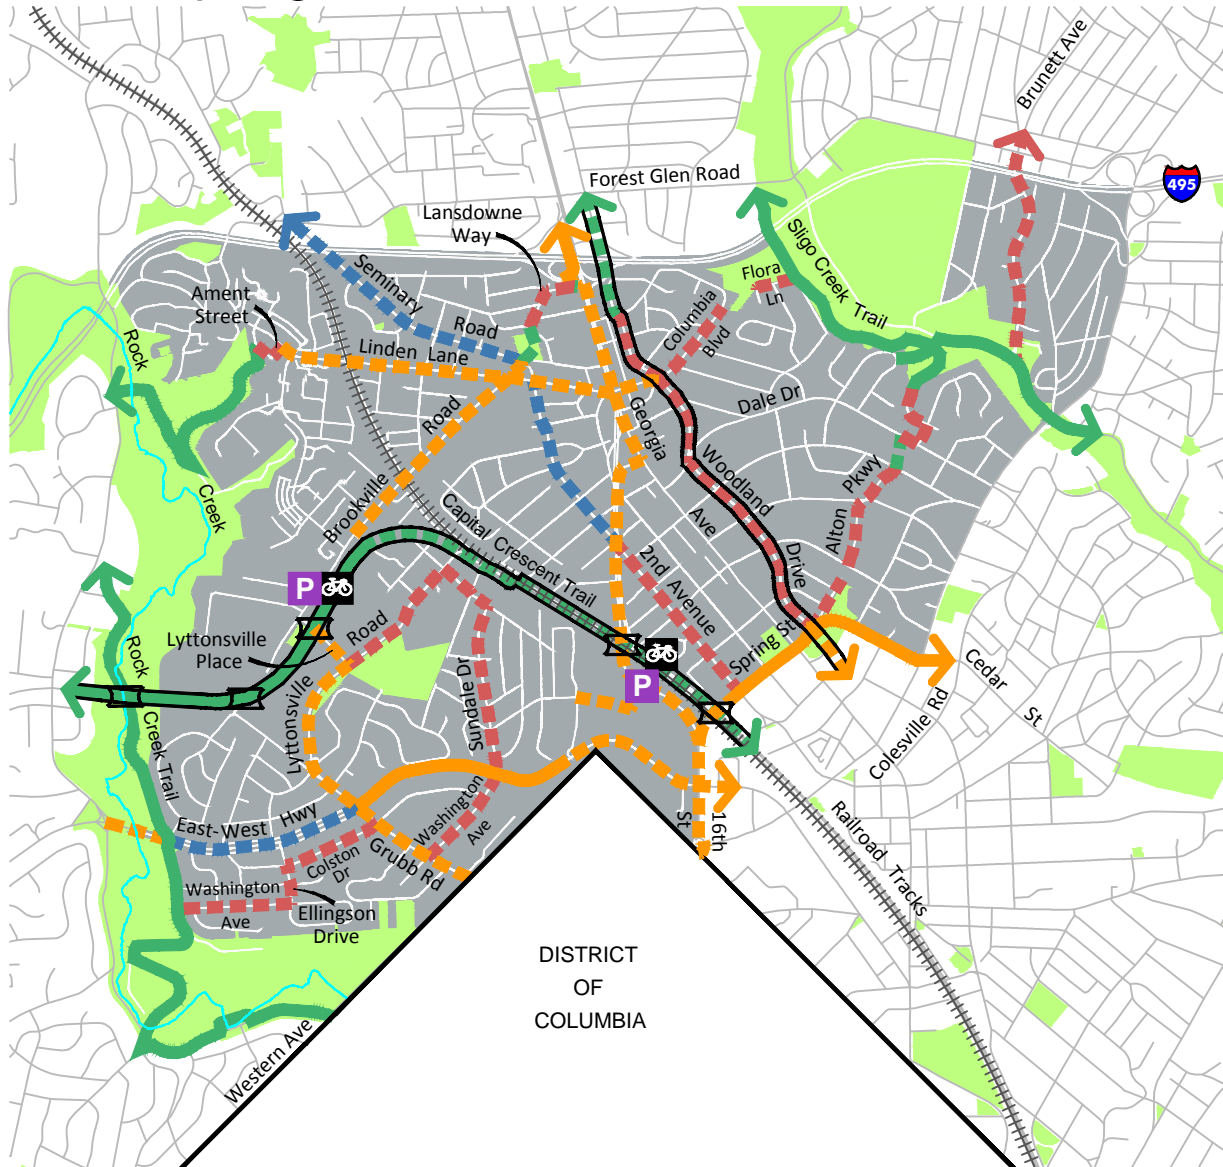 Brunett Ave
495
Forest Glen Road
Lansdowne
Way
Sligo Creek Trail
Flora
Ln
Seminary
Road
Ament
Street
Columbia
Blvd
Rock
Creek
Linden Lane
Dale Dr
Georgia
Ave
Road
Brookville
Woodland
Drive
Pkwy
Alton
Capital Crescent Trail
2nd Avenue
P
Lyttonsville
Place
Road
Lyttonsville
Spring St
P
Cedar
St
Rock
Creek Trail
Sundale Dr
Colesville Rd
East-West Hwy
Washington
Ave
St
16th
Railroad Tracks
Colston
Dr
Grubb Rd
Washington
Ave
Ellingson
Drive
DISTRICT
OF
COLUMBIA
Western Ave